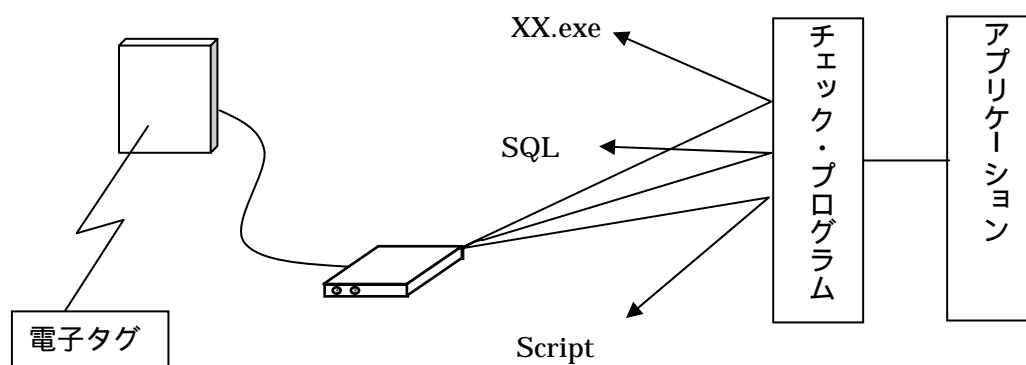 XX.exe
SQL
Script
電子タグ
チェック・プログラム
アプリケーション